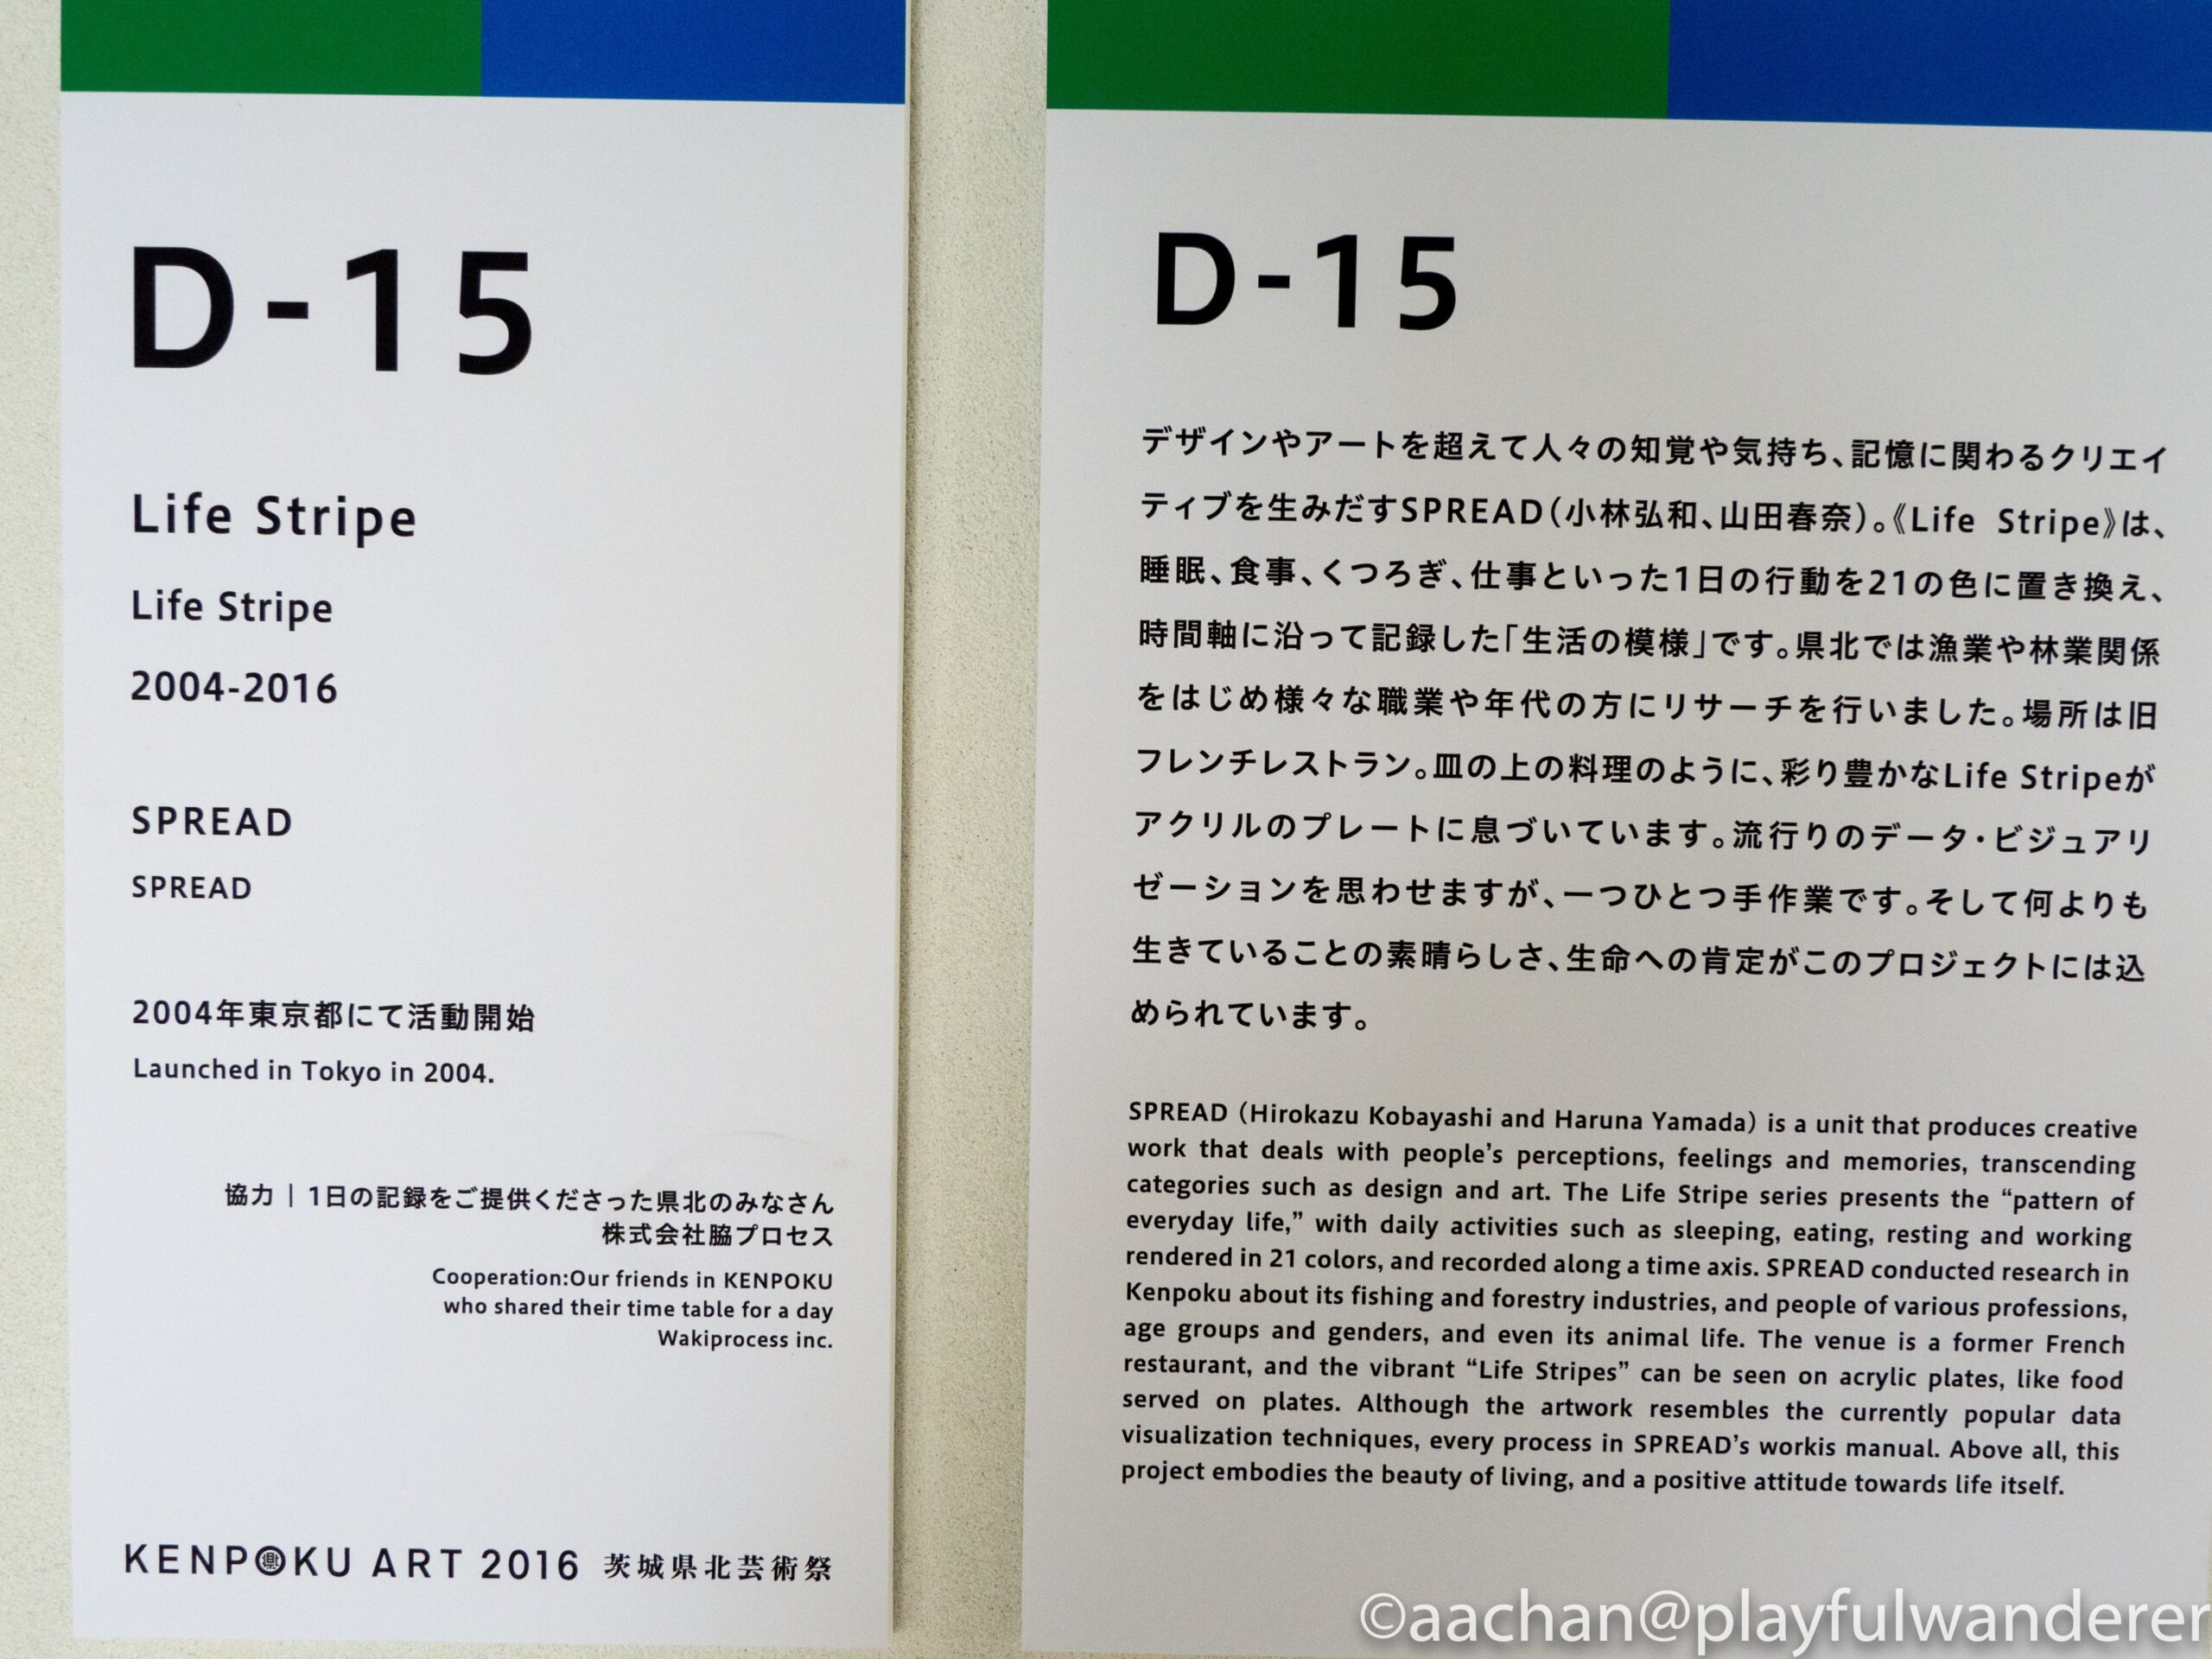 D-15
Life Stripe
Life Stripe
2004-2016
SPREAD
SPREAD
2004年東京都にて活動開始
Launched in Tokyo in 2004.
協力｜1日の記録をご提供くださった県北のみなさん
株式会社脇プロセス
Cooperation:Our friends in KENPOKU
who shared their time table for a day
Wakiprocess inc.
KENPOKU ART 2016 茨城県北芸術祭
D-15
デザインやアートを超えて人々の知覚や気持ち、記憶に関わるクリエイ
ティブを生みだすSPREAD（小林弘和、山田春奈）。《Life Stripe》は、
睡眠、食事、くつろぎ、仕事といった1日の行動を21の色に置き換え、
時間軸に沿って記録した「生活の模様」です。県北では漁業や林業関係
をはじめ様々な職業や年代の方にリサーチを行いました。場所は旧
フレンチレストラン。皿の上の料理のように、彩り豊かなLife Stripeが
アクリルのプレートに息づいています。流行りのデータ・ビジュアリ
ゼーションを思わせますが、一つひとつ手作業です。そして何よりも
生きていることの素晴らしさ、生命への肯定がこのプロジェクトには込
められています。
SPREAD（Hirokazu Kobayashi and Haruna Yamada）is a unit that produces creative
work that deals with people’s perceptions, feelings and memories, transcending
categories such as design and art. The Life Stripe series presents the “pattern of
everyday life,” with daily activities such as sleeping, eating, resting and working
rendered in 21 colors, and recorded along a time axis. SPREAD conducted research in
Kenpoku about its fishing and forestry industries, and people of various professions,
age groups and genders, and even its animal life. The venue is a former French
restaurant, and the vibrant “Life Stripes” can be seen on acrylic plates, like food
served on plates. Although the artwork resembles the currently popular data
visualization techniques, every process in SPREAD’s workis manual. Above all, this
project embodies the beauty of living, and a positive attitude towards life itself.
©aachan@playfulwanderer